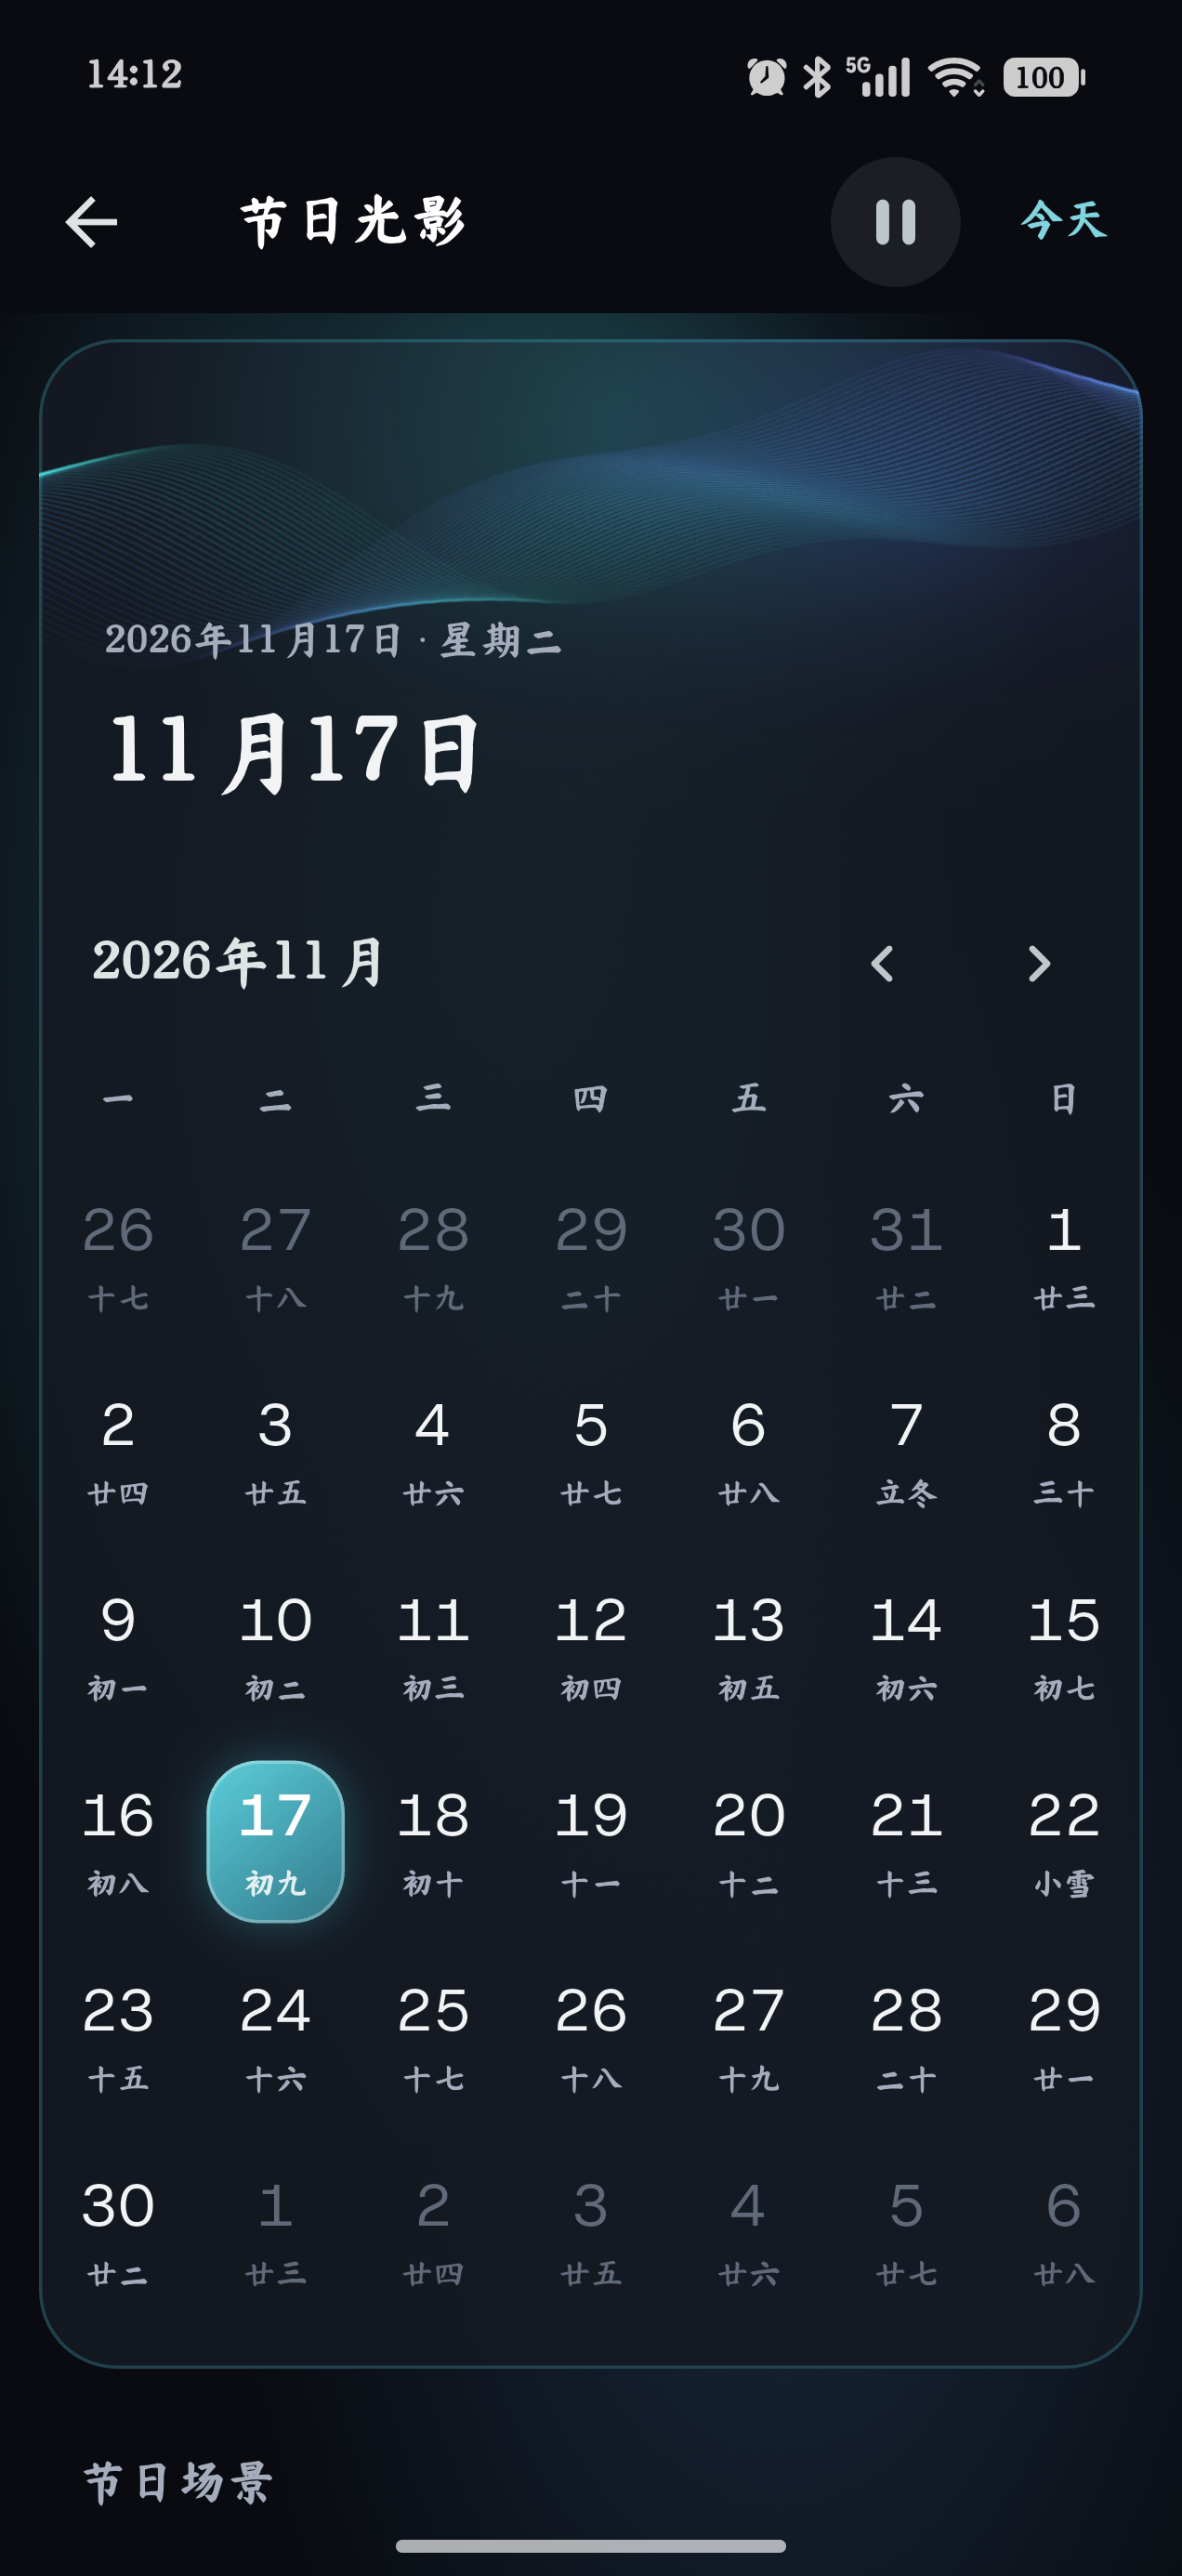 14:12 5G 100
节日光影 今天
2026年11月17日 · 星期二
11月17日
2026年11月
一 二 三 四 五 六 日
26 27 28 29 30 31 1
十七 十八 十九 二十 廿一 廿二 廿三
2 3 4 5 6 7 8
廿四 廿五 廿六 廿七 廿八 立冬 三十
9 10 11 12 13 14 15
初一 初二 初三 初四 初五 初六 初七
16 17 18 19 20 21 22
初八 初九 初十 十一 十二 十三 小雪
23 24 25 26 27 28 29
十五 十六 十七 十八 十九 二十 廿一
30 1 2 3 4 5 6
廿二 廿三 廿四 廿五 廿六 廿七 廿八
节日场景